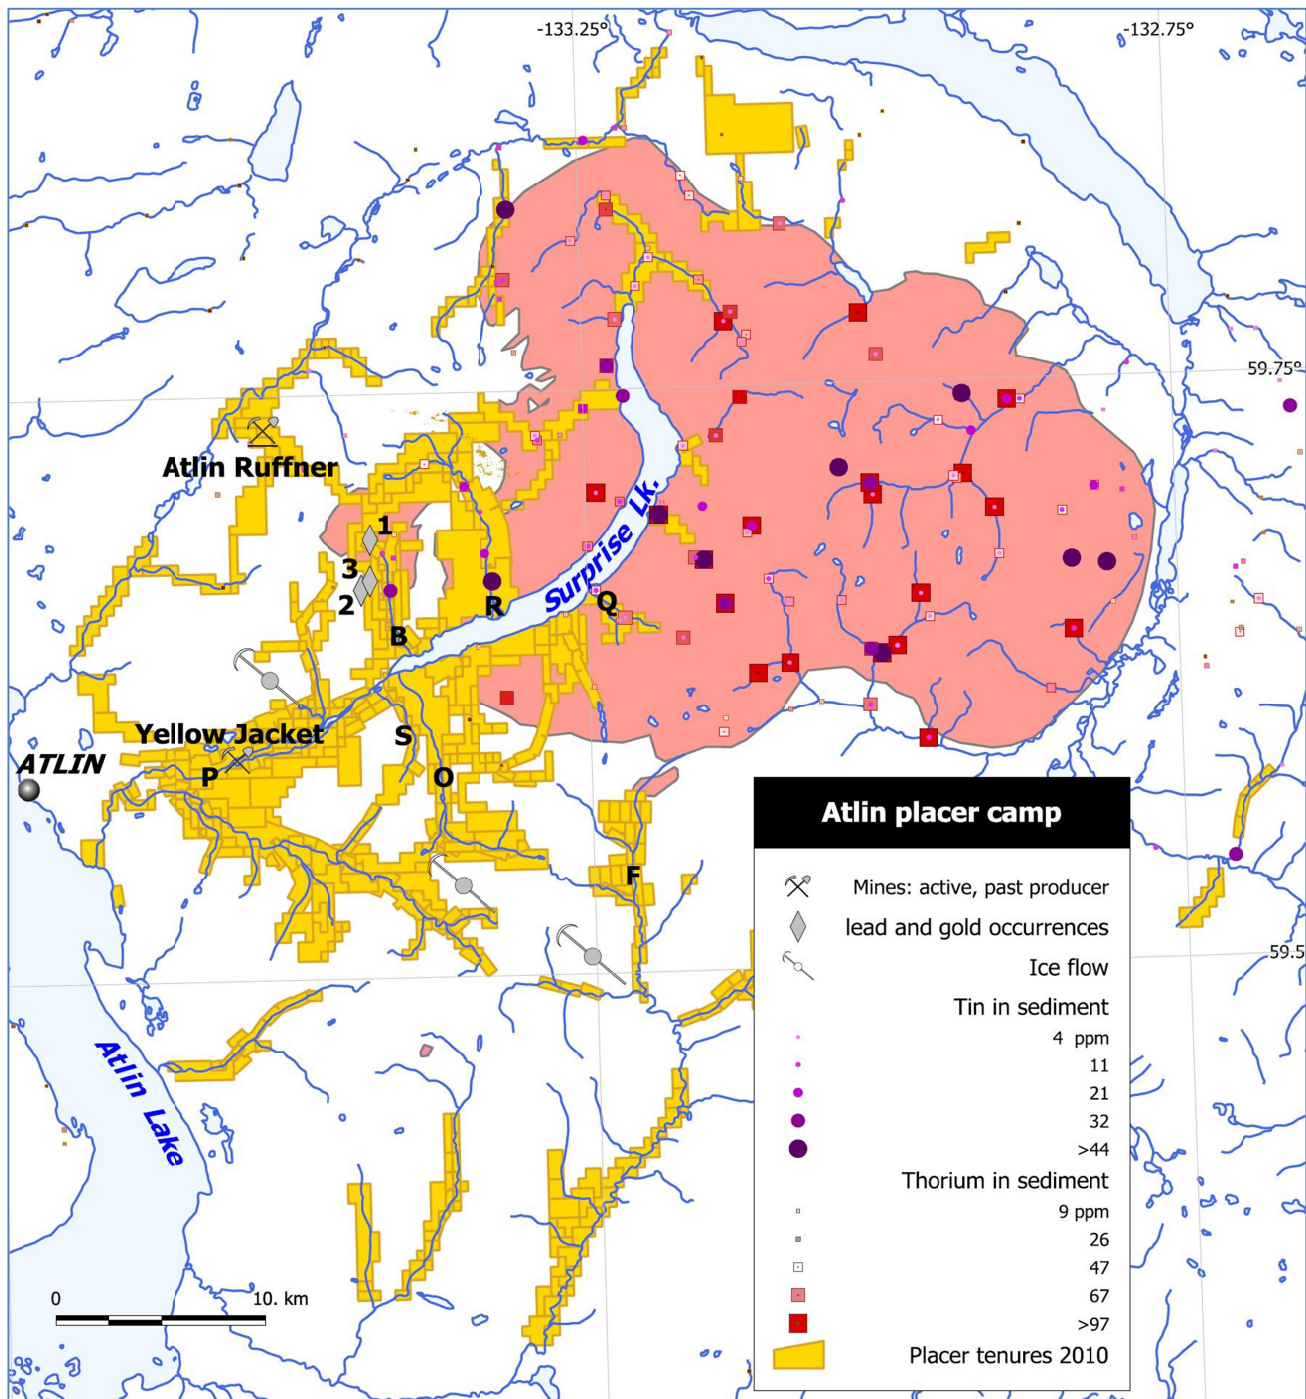 -133.25°
-132.75°
59.75°
Atlin Ruffner
1
3
2
Surprise Lk.
R
Q
B
Yellow Jacket
S
ATLIN
P
O
F
59.5
Atlin Lake
0 10. km
Atlin placer camp
Mines: active, past producer
lead and gold occurrences
Ice flow
Tin in sediment
4 ppm
11
21
32
>44
Thorium in sediment
9 ppm
26
47
67
>97
Placer tenures 2010